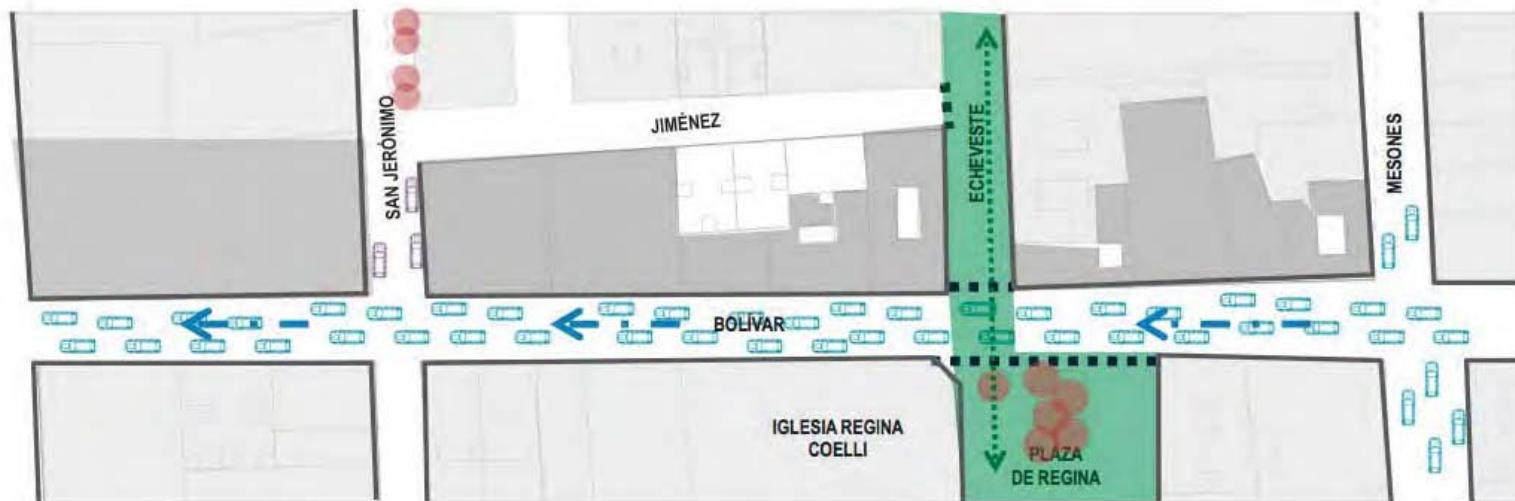 SAN JERÓNIMO
JIMÉNEZ
ECHEVESTE
MESONES
BOLÍVAR
IGLESIA REGINA
COELLI
PLAZA
DE REGINA